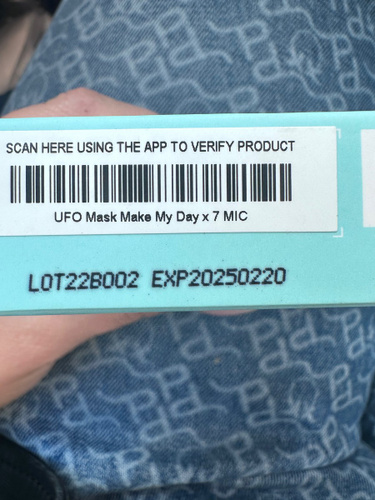 SCAN HERE USING THE APP TO VERIFY PRODUCT
UFO Mask Make My Day x 7 MIC
LOT22B002 EXP20250220